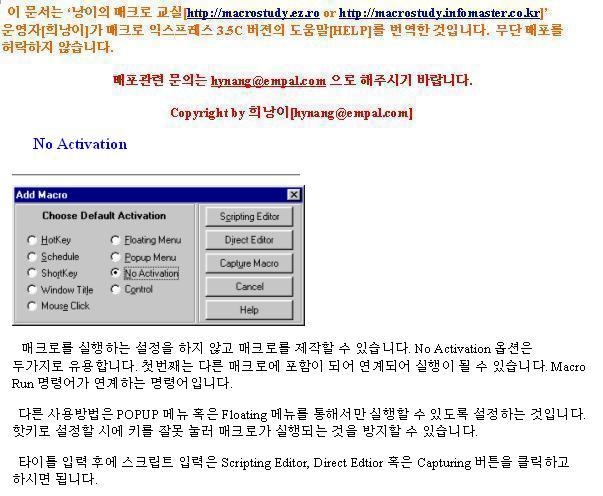 이 문서는 '낭이의 매크로 교실[http://macrostudy.ez.ro or http://macrostudy.infomaster.co.kr]'
운영자[희낭이]가 매크로 익스프레스 3.5C 버젼의 도움말[HELP]를 번역한 것입니다. 무단 배포를
허락하지 않습니다.
배포관련 문의는 hynang@empal.com 으로 해주시기 바랍니다.
Copyright by 희낭이[hynang@empal.com]
No Activation
Add Macro
Choose Default Activation
HotKey
Floating Menu
Schedule
Popup Menu
ShortKey
No Activation
Window Title
Control
Mouse Click
Scripting Editor
Direct Editor
Capture Macro
Cancel
Help
매크로를 실행하는 설정을 하지 않고 매크로를 제작할 수 있습니다. No Activation 옵션은
두가지로 유용합니다. 첫번째는 다른 매크로에 포함이 되어 연계되어 실행이 될 수 있습니다. Macro
Run 명령어가 연계하는 명령어입니다.
다른 사용방법은 POPUP 메뉴 혹은 Floating 메뉴를 통해서만 실행할 수 있도록 설정하는 것입니다.
핫키로 설정할 시에 키를 잘못 눌러 매크로가 실행되는 것을 방지할 수 있습니다.
타이틀 입력 후에 스크립트 입력은 Scripting Editor, Direct Edtior 혹은 Capturing 버튼을 클릭하고
하시면 됩니다.